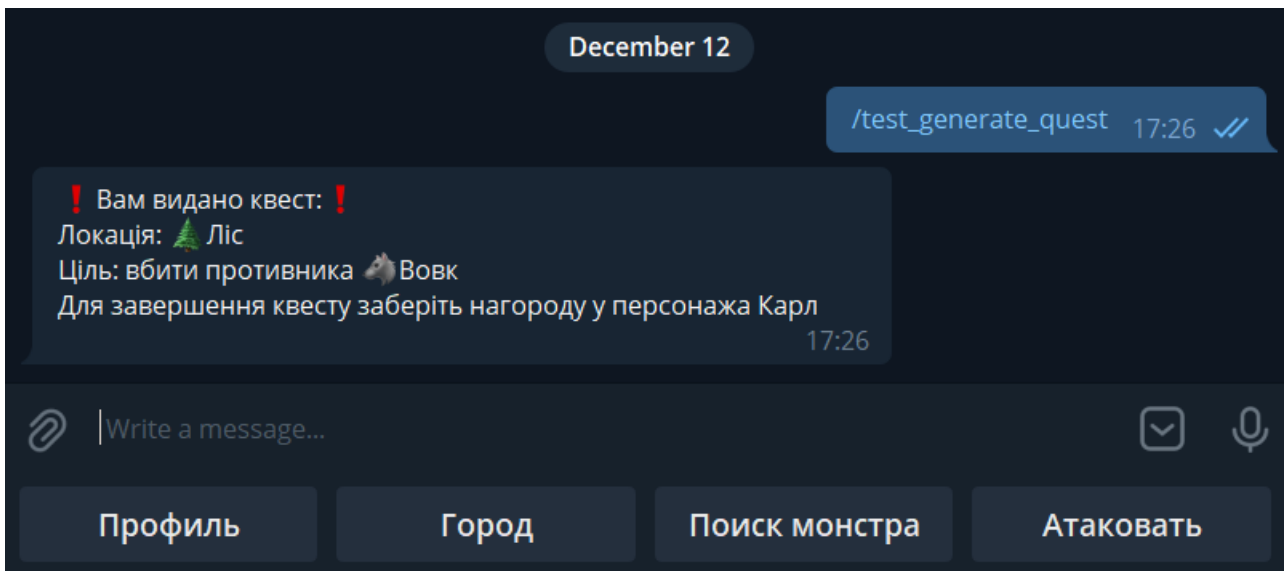 December 12
/test_generate_quest 17:26
❗ Вам видано квест: ❗
Локація: 🌲 Ліс
Ціль: вбити противника 🐴Вовк
Для завершення квесту заберіть нагороду у персонажа Карл
17:26
Write a message...
Профиль Город Поиск монстра Атаковать